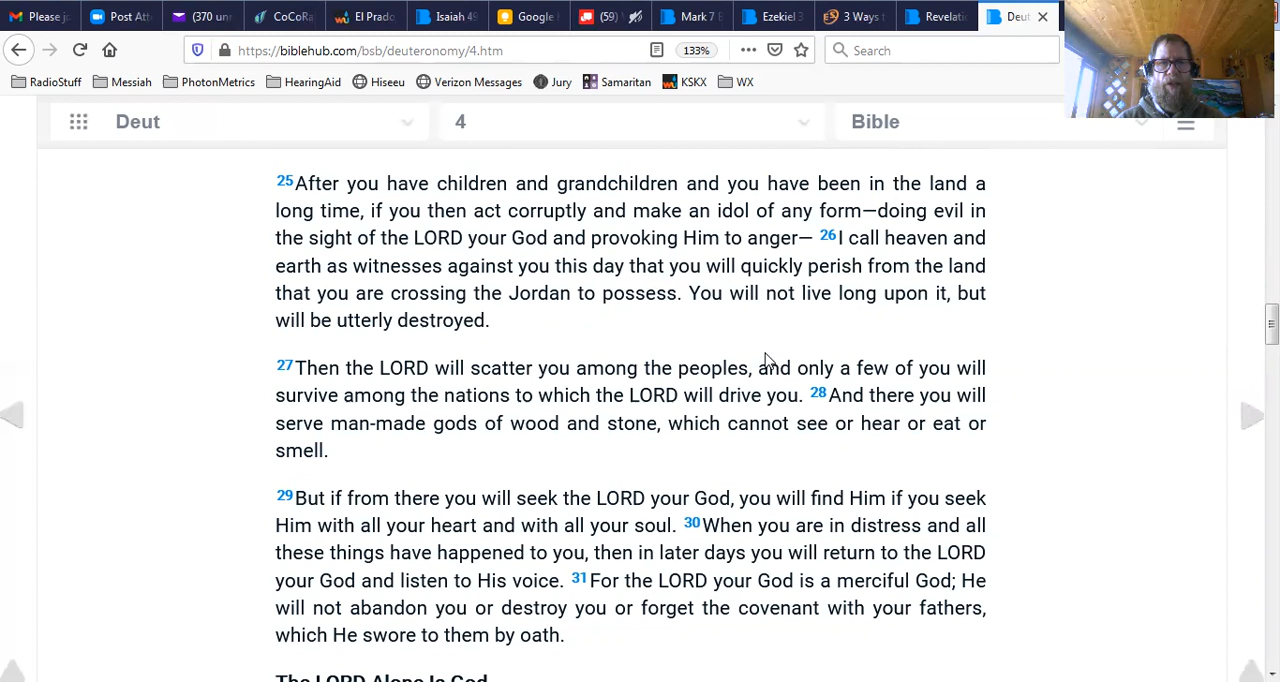 Please j Post Att (370 unr CoCoRa El Prado Isaiah 49 Google (59) Mark 7 E Ezekiel 3 3 Ways Revelati Deut
https://biblehub.com/bsb/deuteronomy/4.htm 133% Search
RadioStuff Messiah PhotonMetrics HearingAid Hiseeu Verizon Messages Jury Samaritan KSKX WX
Deut 4 Bible
25After you have children and grandchildren and you have been in the land a
long time, if you then act corruptly and make an idol of any form—doing evil in
the sight of the LORD your God and provoking Him to anger— 26I call heaven and
earth as witnesses against you this day that you will quickly perish from the land
that you are crossing the Jordan to possess. You will not live long upon it, but
will be utterly destroyed.
27Then the LORD will scatter you among the peoples, and only a few of you will
survive among the nations to which the LORD will drive you. 28And there you will
serve man-made gods of wood and stone, which cannot see or hear or eat or
smell.
29But if from there you will seek the LORD your God, you will find Him if you seek
Him with all your heart and with all your soul. 30When you are in distress and all
these things have happened to you, then in later days you will return to the LORD
your God and listen to His voice. 31For the LORD your God is a merciful God; He
will not abandon you or destroy you or forget the covenant with your fathers,
which He swore to them by oath.
The LORD Alone Is God